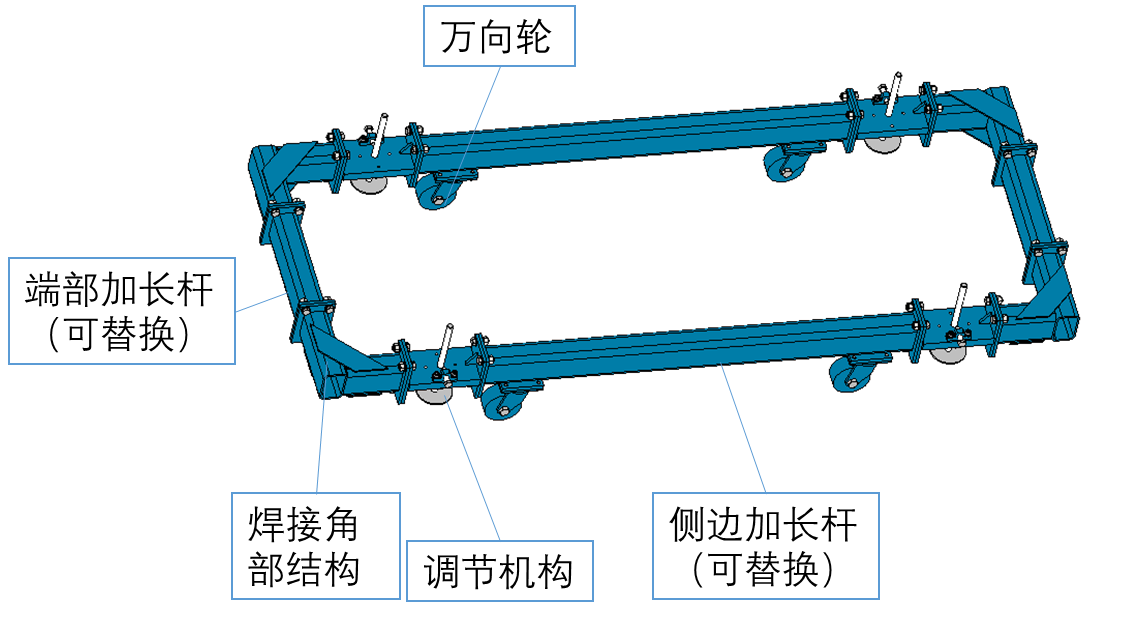 万向轮
端部加长杆
（可替换）
焊接角
部结构
调节机构
侧边加长杆
（可替换）